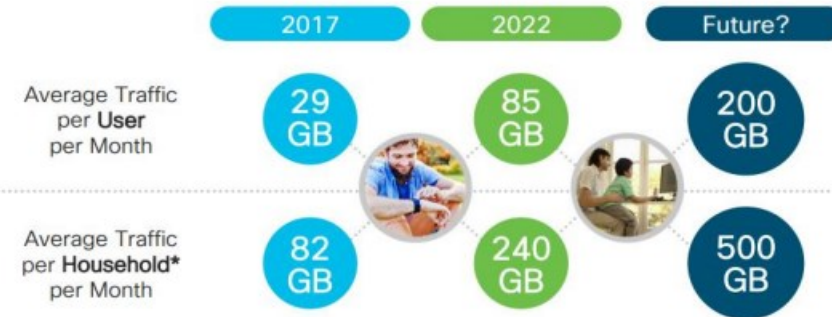 2017 2022 Future?
Average Traffic
per User
per Month
29
GB
85
GB
200
GB
Average Traffic
per Household*
per Month
82
GB
240
GB
500
GB